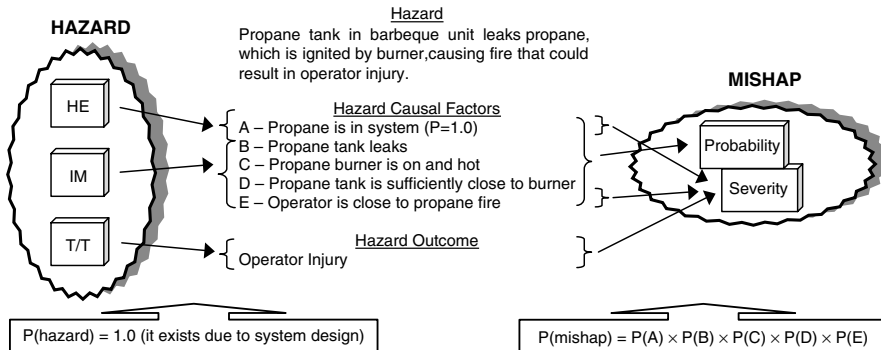 HAZARD
HE
IM
T/T
Hazard
Propane tank in barbeque unit leaks propane,
which is ignited by burner,causing fire that could
result in operator injury.
Hazard Causal Factors
A – Propane is in system (P=1.0)
B – Propane tank leaks
C – Propane burner is on and hot
D – Propane tank is sufficiently close to burner
E – Operator is close to propane fire
Hazard Outcome
Operator Injury
MISHAP
Probability
Severity
P(hazard) = 1.0 (it exists due to system design)
P(mishap) = P(A) × P(B) × P(C) × P(D) × P(E)